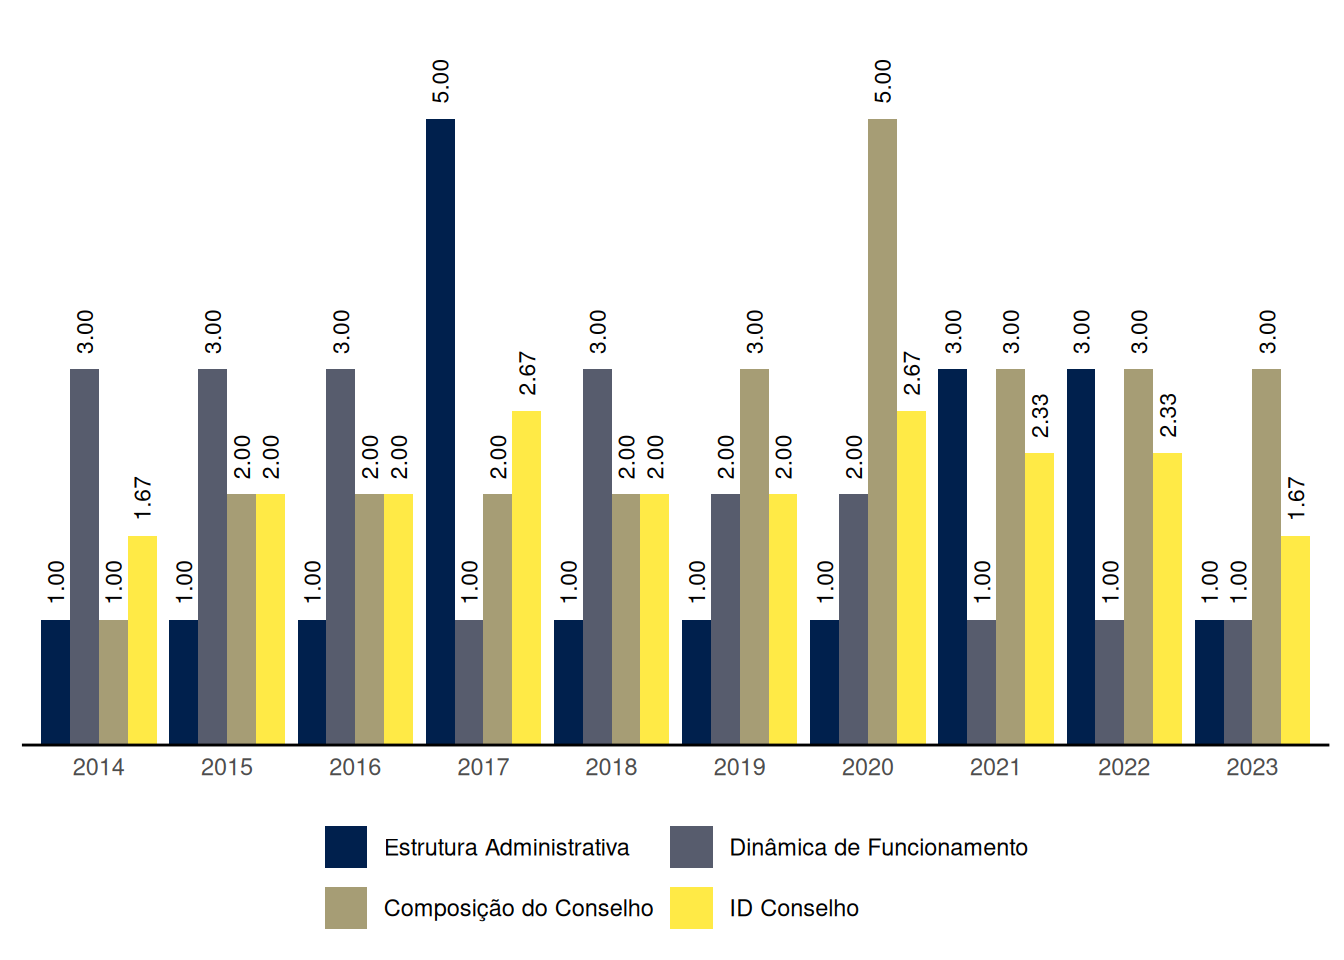 5.00 5.00
3.00 3.00 3.00 3.00 3.00 3.00 3.00 3.00 3.00 3.00
2.67 2.67
2.33 2.33
2.00 2.00 2.00 2.00 2.00 2.00 2.00 2.00 2.00 2.00
1.67 1.67
1.00 1.00 1.00 1.00 1.00 1.00 1.00 1.00 1.00 1.00 1.00 1.00
2014 2015 2016 2017 2018 2019 2020 2021 2022 2023
Estrutura Administrativa Dinâmica de Funcionamento
Composição do Conselho ID Conselho